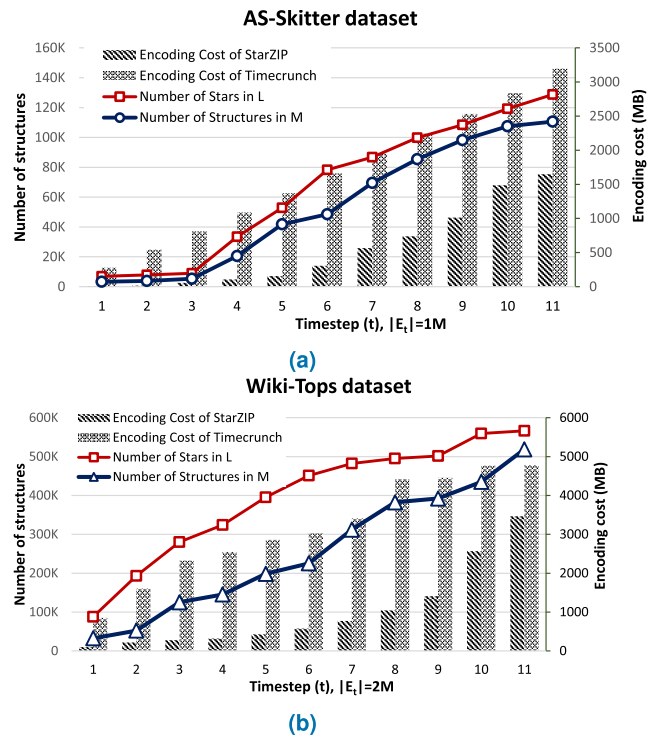 AS-Skitter dataset
160K
140K
120K
100K
80K
60K
40K
20K
0
Number of structures
Encoding Cost of StarZIP
Encoding Cost of Timecrunch
Number of Stars in L
Number of Structures in M
3500
3000
2500
2000
1500
1000
500
0
Encoding cost (MB)
1 2 3 4 5 6 7 8 9 10 11
Timestep (t), |Et|=1M
(a)
Wiki-Tops dataset
600K
500K
400K
300K
200K
100K
0
Number of structures
Encoding Cost of StarZIP
Encoding Cost of Timecrunch
Number of Stars in L
Number of Structures in M
6000
5000
4000
3000
2000
1000
0
Encoding cost (MB)
1 2 3 4 5 6 7 8 9 10 11
Timestep (t), |Et|=2M
(b)